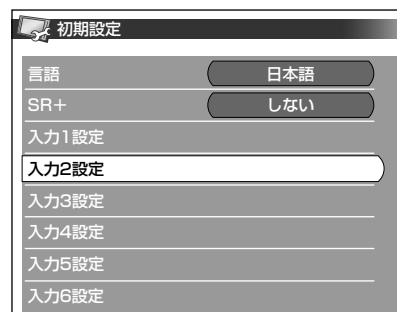 初期設定
言語 日本語
SR+ しない
入力1設定
入力2設定
入力3設定
入力4設定
入力5設定
入力6設定